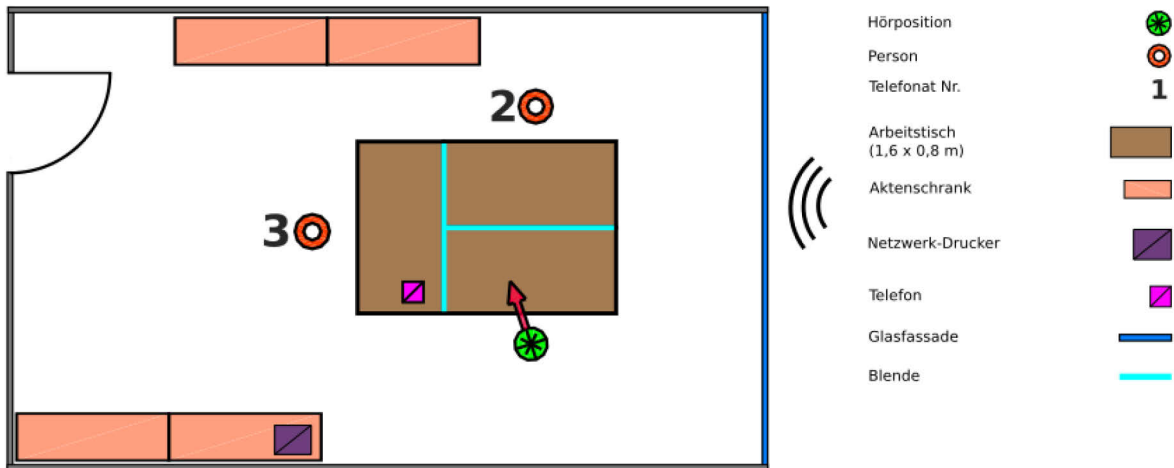 2
3
Hörposition
Person
Telefonat Nr. 1
Arbeitstisch
(1,6 x 0,8 m)
Aktenschrank
Netzwerk-Drucker
Telefon
Glasfassade
Blende